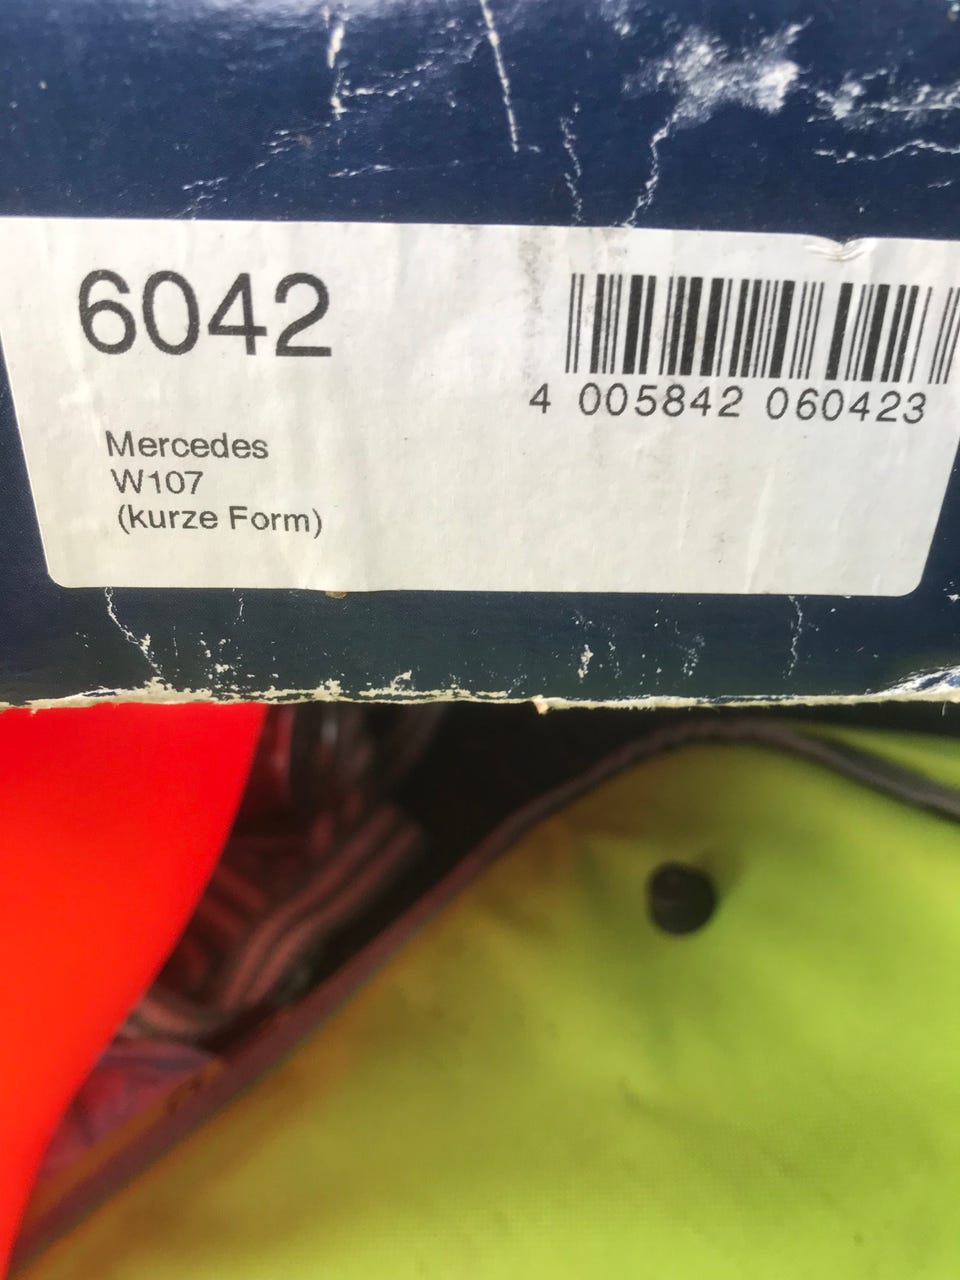 6042
4 005842 060423
Mercedes
W107
(kurze Form)